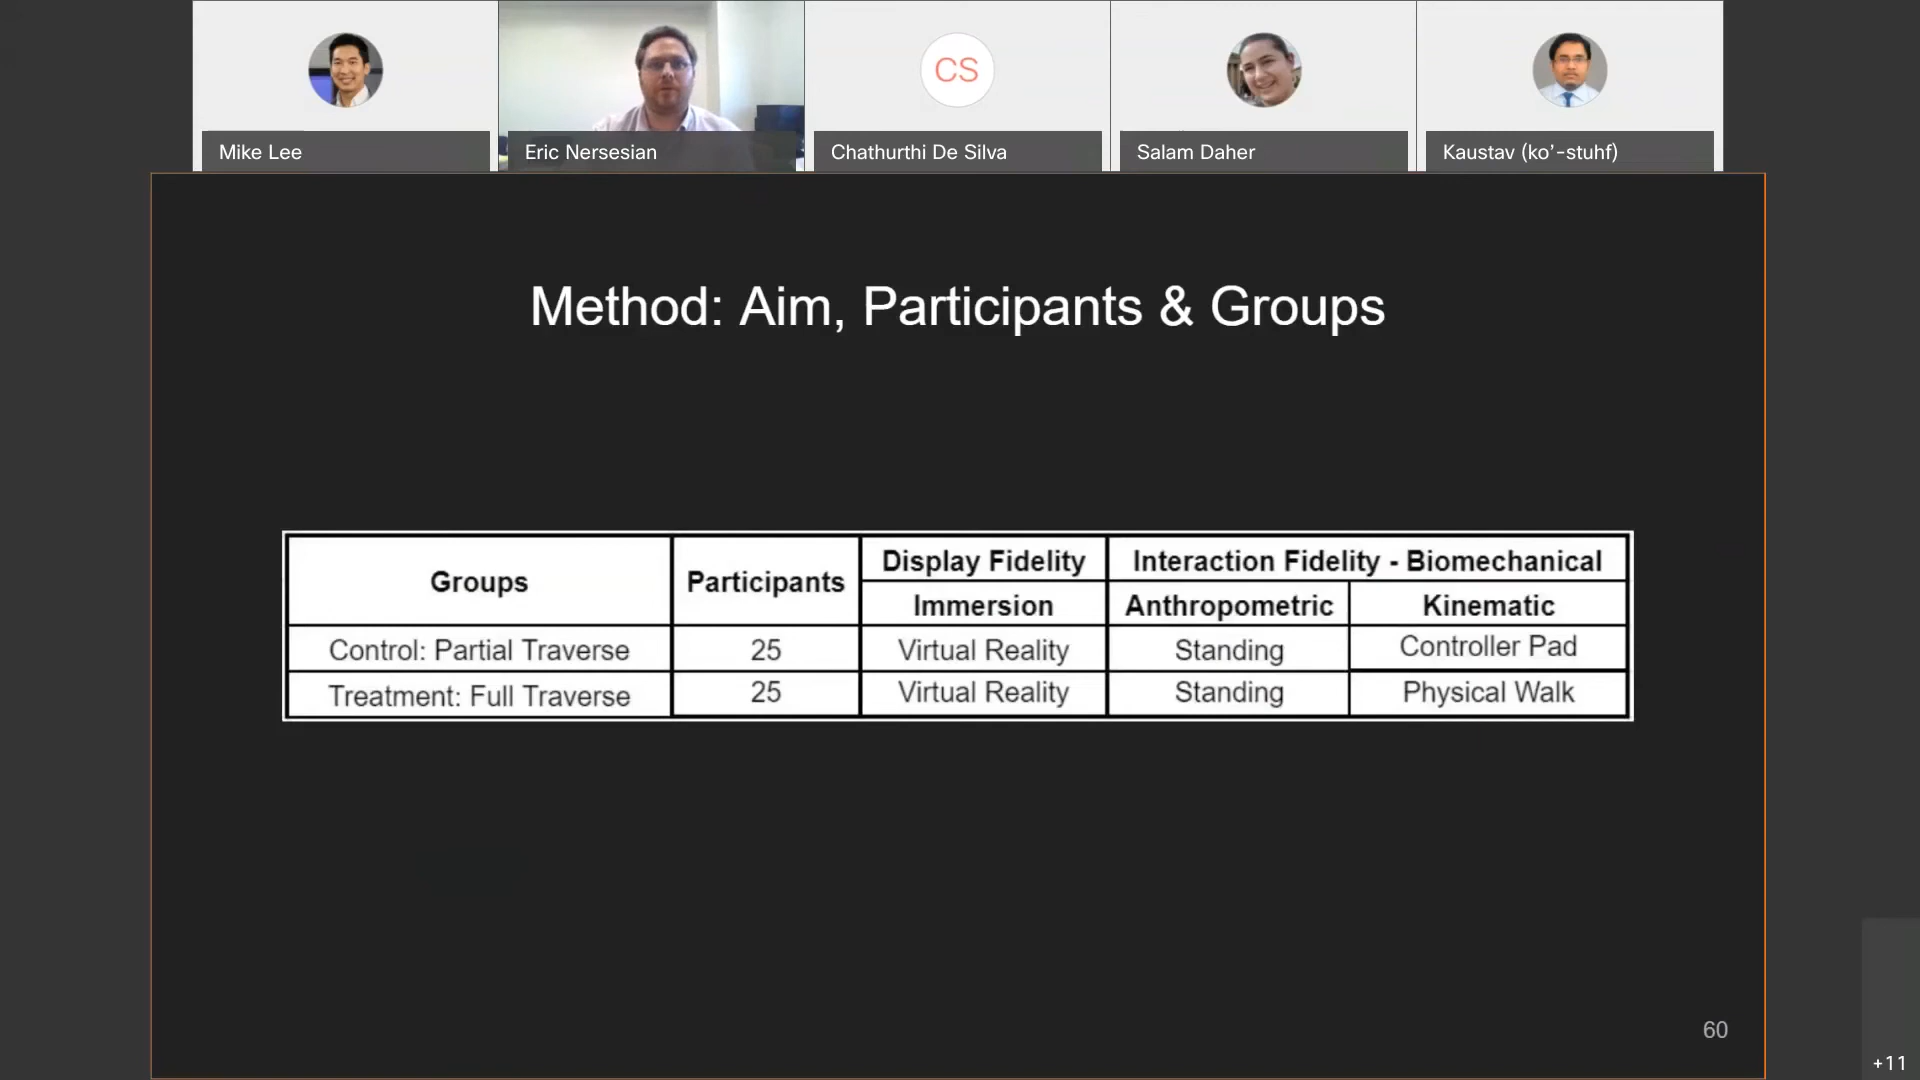 CS
Mike Lee
Eric Nersesian
Chathurthi De Silva
Salam Daher
Kaustav (ko'-stuhf)
Method: Aim, Participants & Groups
Groups Participants Display Fidelity Interaction Fidelity - Biomechanical
Immersion Anthropometric Kinematic
Control: Partial Traverse 25 Virtual Reality Standing Controller Pad
Treatment: Full Traverse 25 Virtual Reality Standing Physical Walk
60
+11